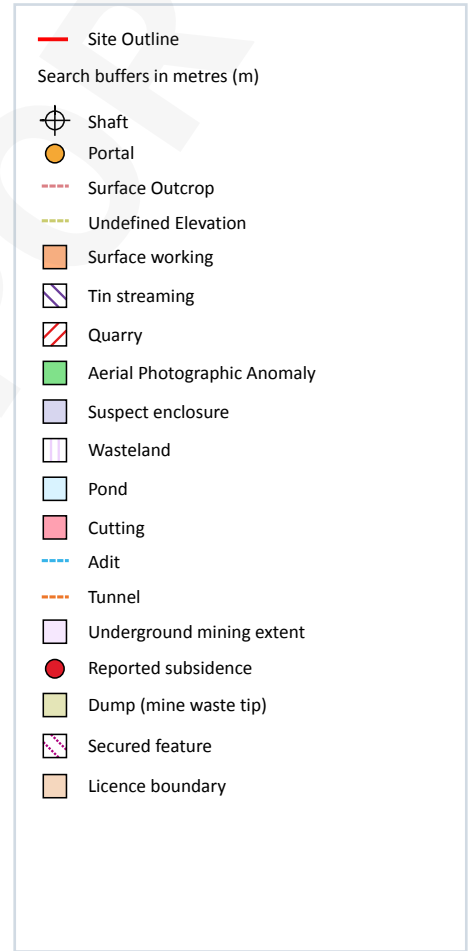 Site Outline
Search buffers in metres (m)
Shaft
Portal
Surface Outcrop
Undefined Elevation
Surface working
Tin streaming
Quarry
Aerial Photographic Anomaly
Suspect enclosure
Wasteland
Pond
Cutting
Adit
Tunnel
Underground mining extent
Reported subsidence
Dump (mine waste tip)
Secured feature
Licence boundary